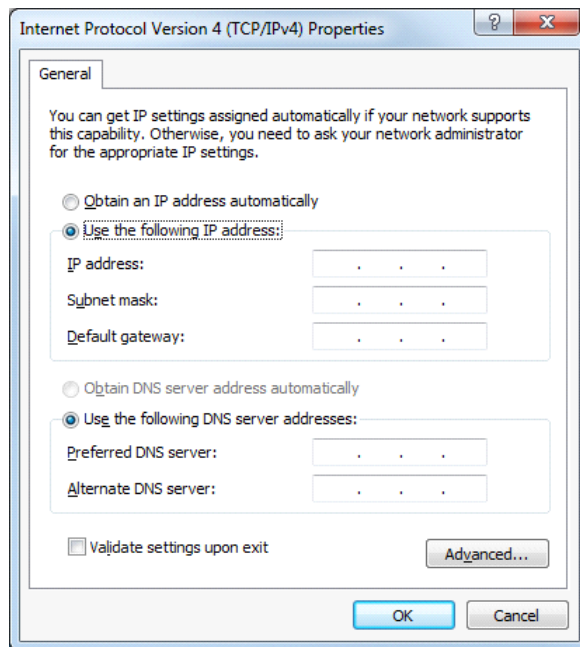 Internet Protocol Version 4 (TCP/IPv4) Properties
General
You can get IP settings assigned automatically if your network supports
this capability. Otherwise, you need to ask your network administrator
for the appropriate IP settings.
Obtain an IP address automatically
Use the following IP address:
IP address:
Subnet mask:
Default gateway:
Obtain DNS server address automatically
Use the following DNS server addresses:
Preferred DNS server:
Alternate DNS server:
Validate settings upon exit
Advanced...
OK Cancel